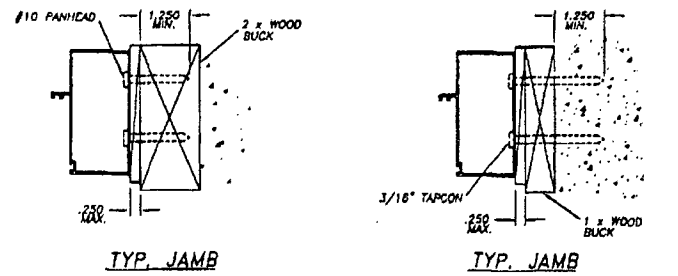 #10 PANHEAD
1.250
MIN.
2 x WOOD
BUCK
.250
MAX.
TYP. JAMB
1.250
MIN.
3/16" TAPCON
.250
MAX.
1 x WOOD
BUCK
TYP. JAMB